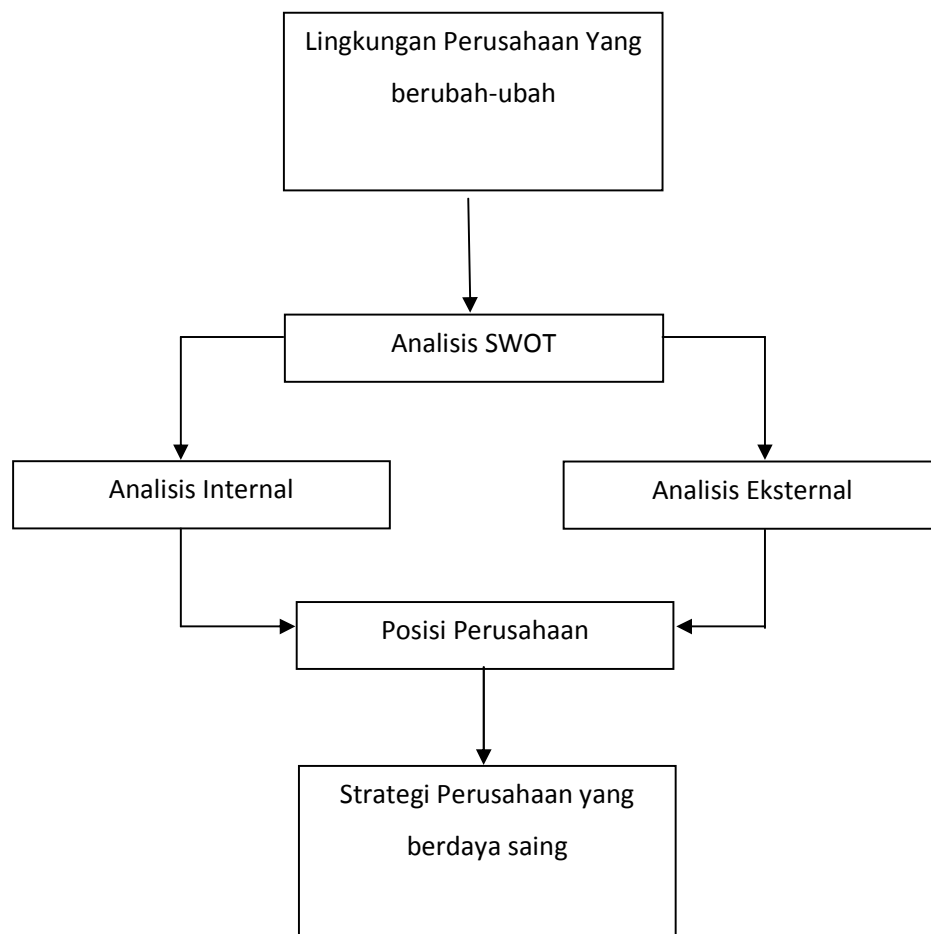 Lingkungan Perusahaan Yang
berubah-ubah
Analisis SWOT
Analisis Internal
Analisis Eksternal
Posisi Perusahaan
Strategi Perusahaan yang
berdaya saing